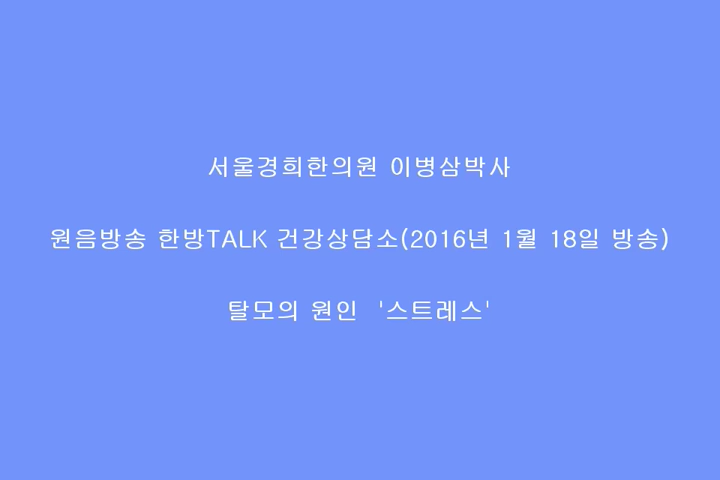 서울경희한의원 이병삼박사
원음방송 한방TALK 건강상담소(2016년 1월 18일 방송)
탈모의 원인 '스트레스'